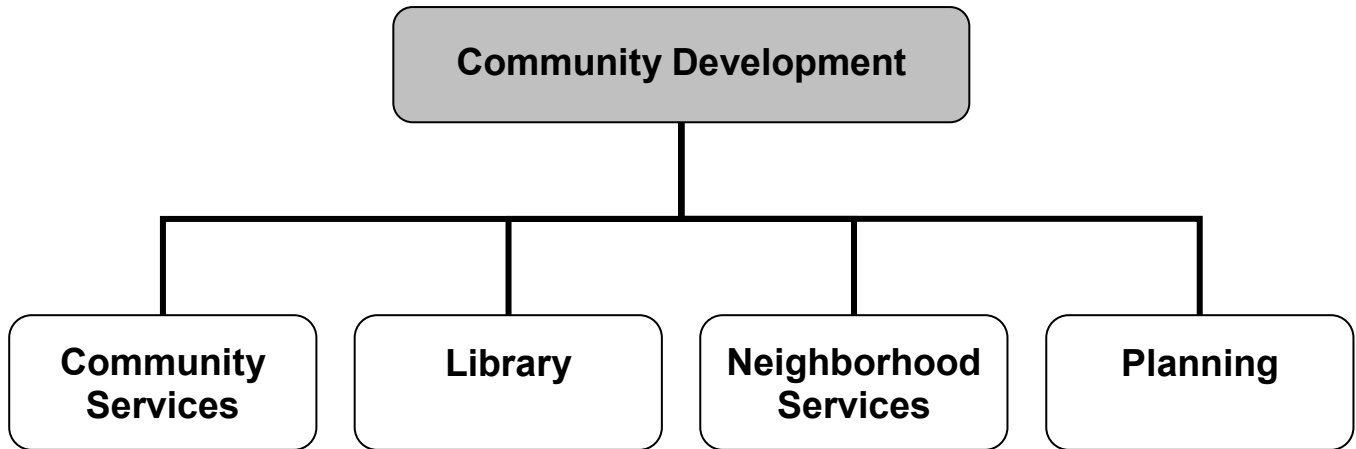 Community Development
Community
Services
Library
Neighborhood
Services
Planning